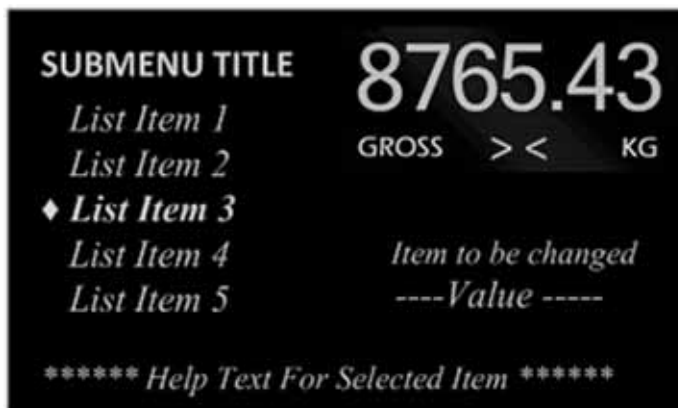 SUBMENU TITLE
List Item 1
List Item 2
♦ List Item 3
List Item 4
List Item 5
8765.43
GROSS > < KG
Item to be changed
----Value -----
****** Help Text For Selected Item ******